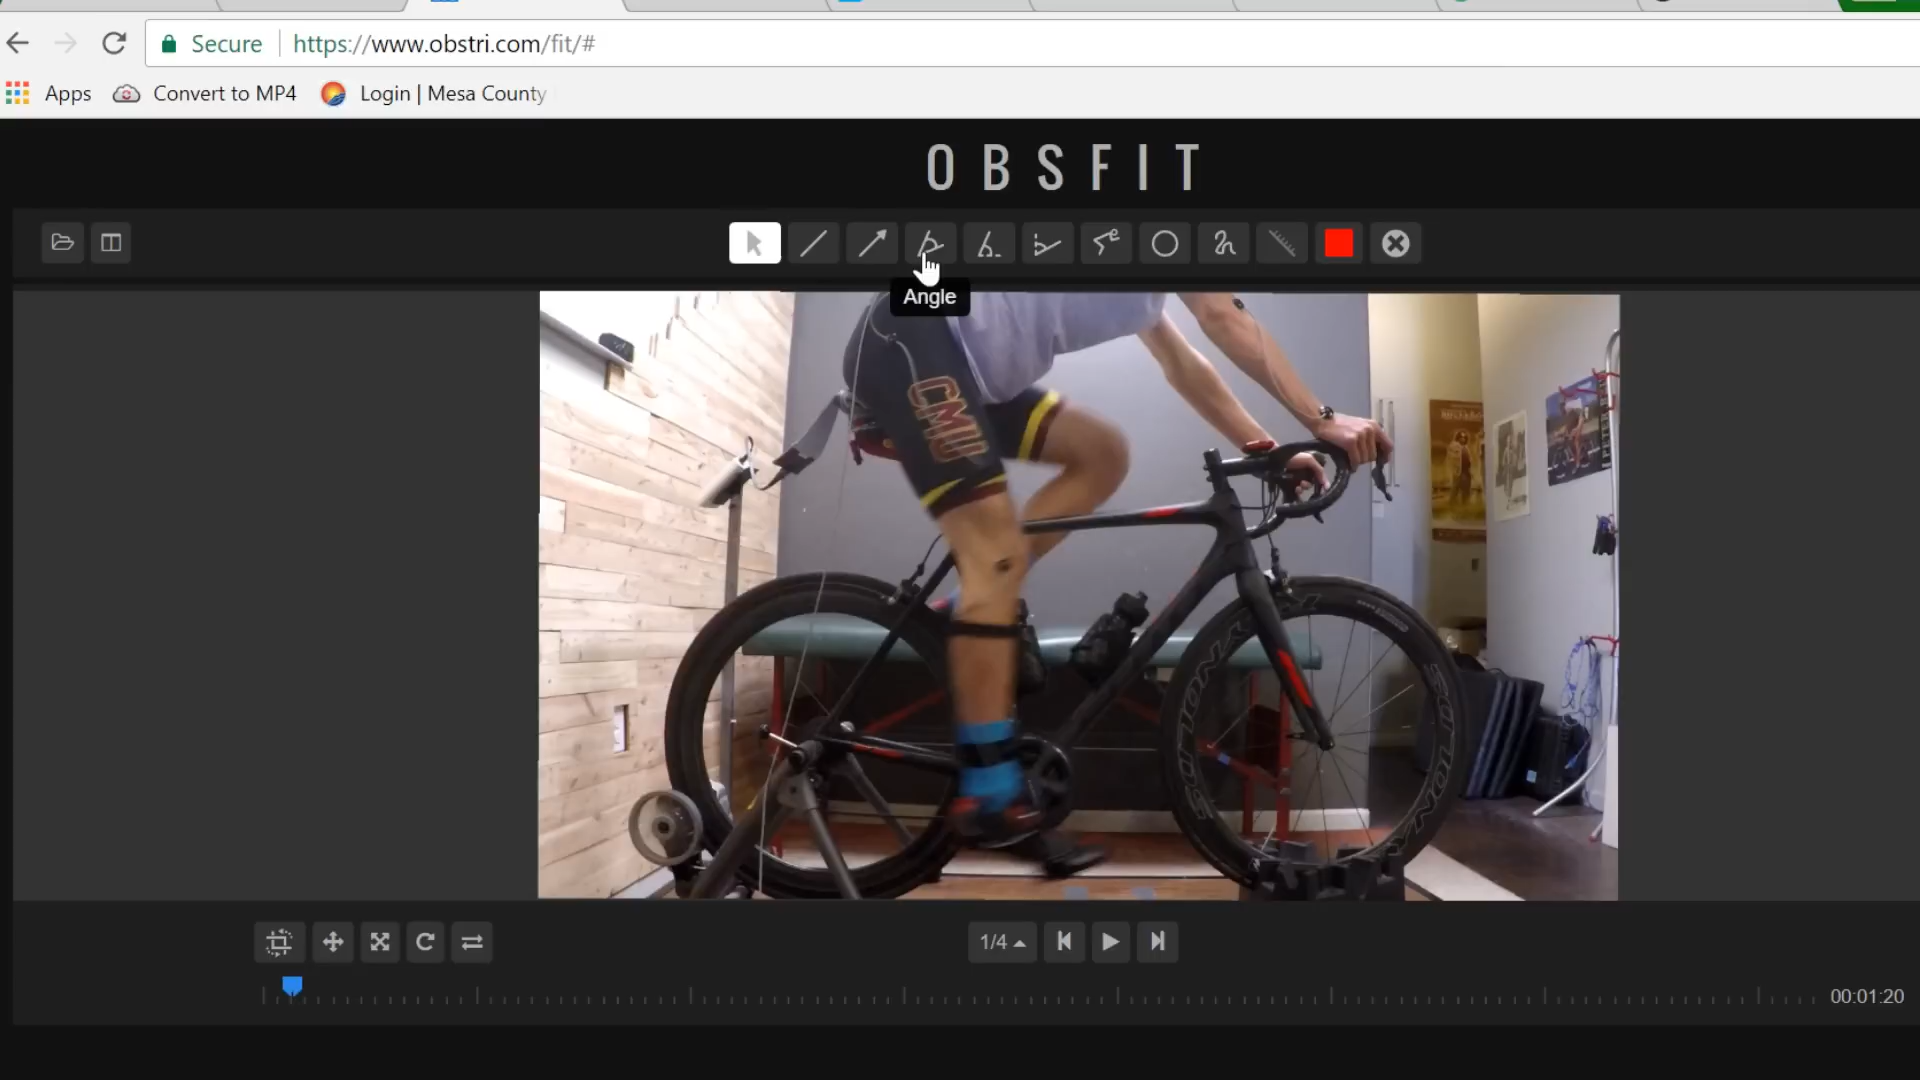 Secure https://www.obstri.com/fit/#
Apps Convert to MP4 Login | Mesa County
OBSFIT
Angle
CMU
1/4
00:01:20